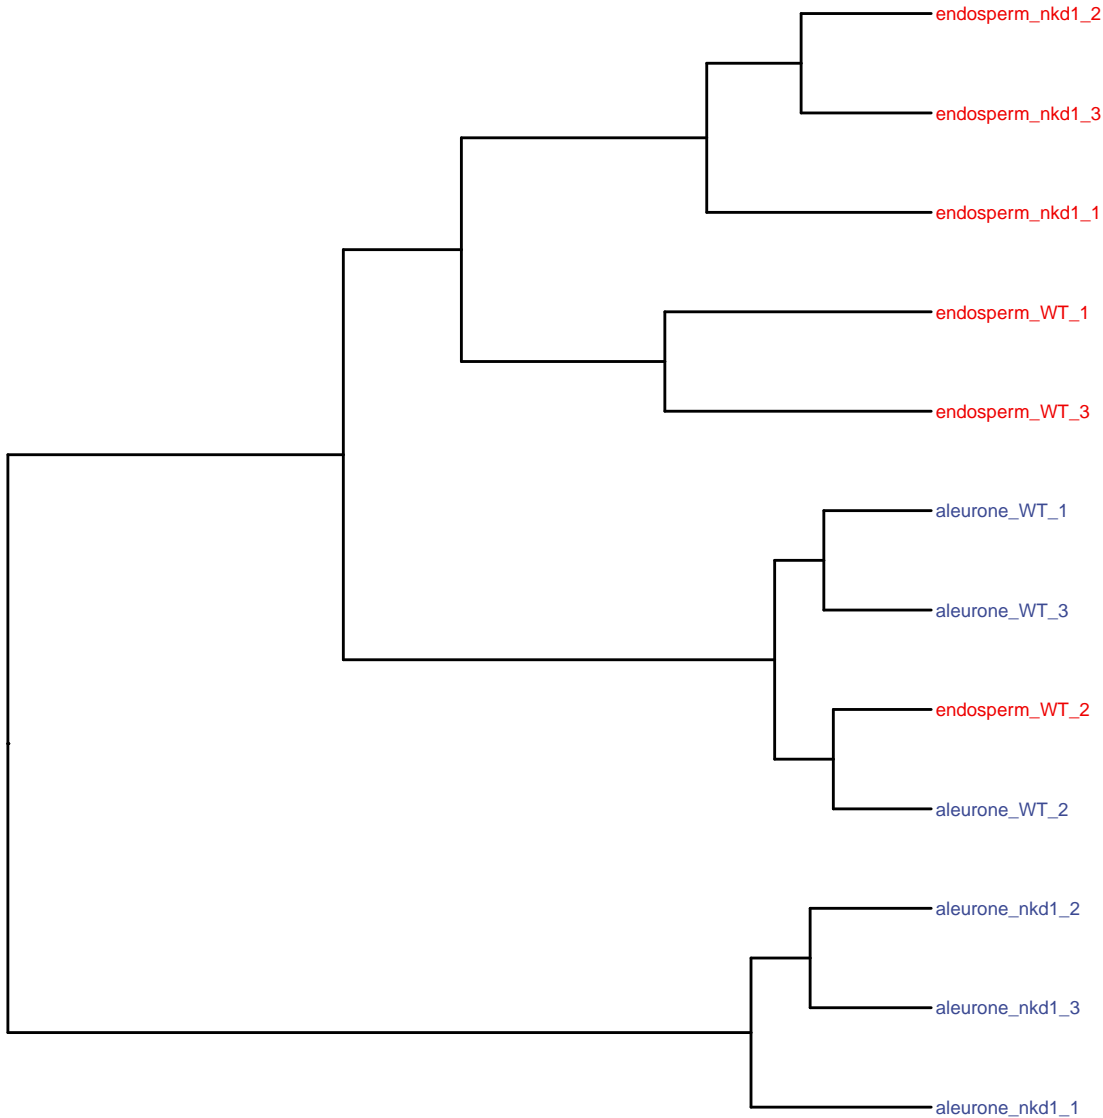 endosperm_nkd1_2
endosperm_nkd1_3
endosperm_nkd1_1
endosperm_WT_1
endosperm_WT_3
aleurone_WT_1
aleurone_WT_3
endosperm_WT_2
aleurone_WT_2
aleurone_nkd1_2
aleurone_nkd1_3
aleurone_nkd1_1